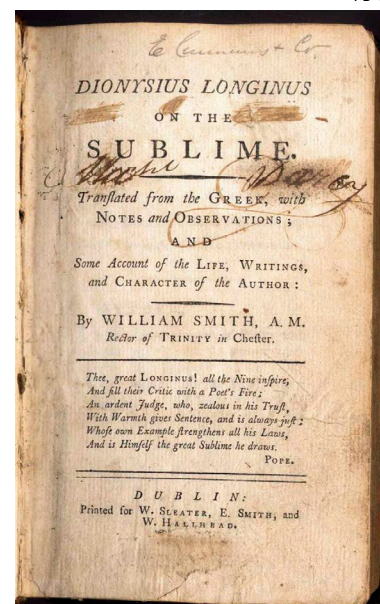 E Cummins & Co.
DIONYSIUS LONGINUS
ON THE
SUBLIME.
Tranſlated from the GREEK, with
NOTES and OBSERVATIONS;
AND
Some Account of the LIFE, WRITINGS,
and CHARACTER of the AUTHOR:
By WILLIAM SMITH, A. M.
Rector of TRINITY in Cheſter.
Thee, great LONGINUS! all the Nine inſpire,
And fill their Critic with a Poet's Fire;
An ardent Judge, who, zealous in his Truſt,
With Warmth gives Sentence, and is always juſt;
Whoſe own Example ſtrengthens all his Laws,
And is Himſelf the great Sublime he draws.
POPE.
DUBLIN:
Printed for W. SLEATER, E. SMITH, and
W. HALLHEAD.